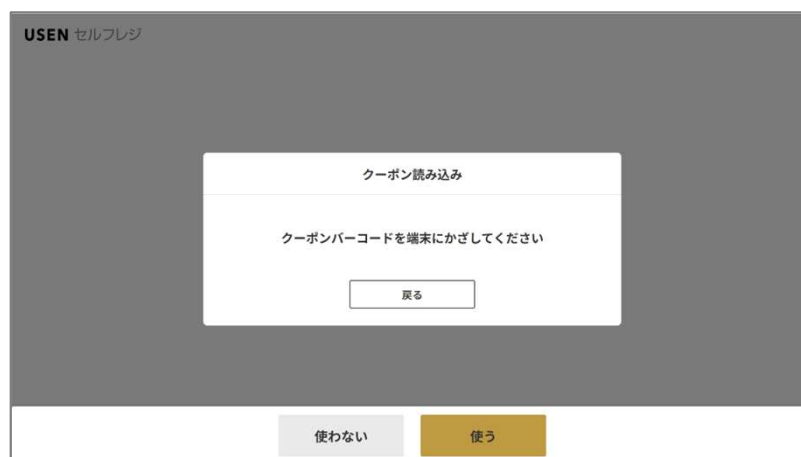 USEN セルフレジ
クーポン読み込み
クーポンバーコードを端末にかざしてください
戻る
使わない
使う